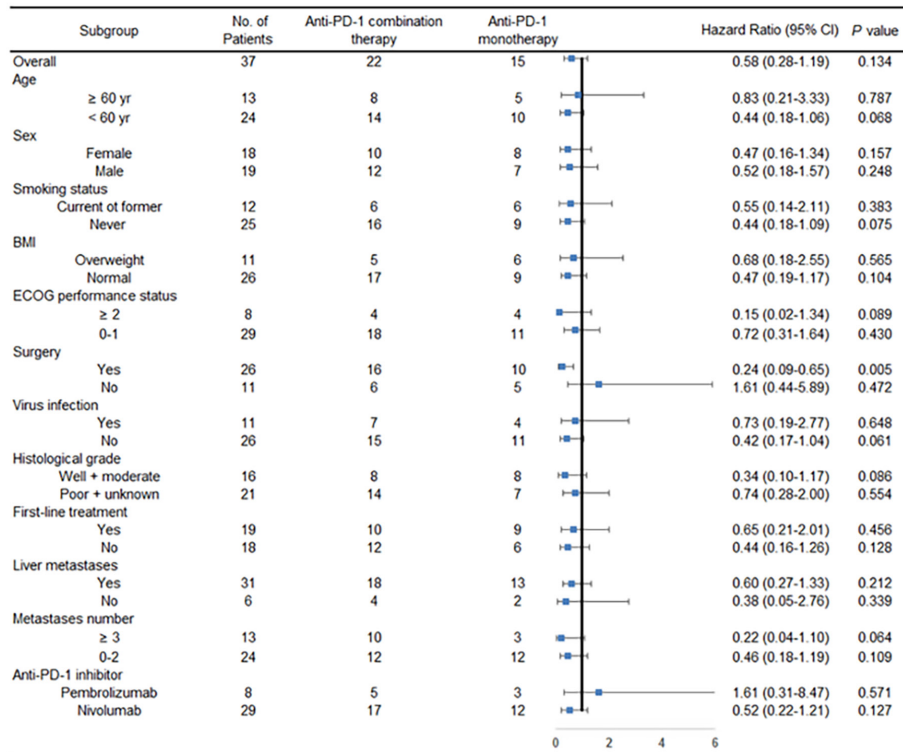 Subgroup No. of Patients Anti-PD-1 combination therapy Anti-PD-1 monotherapy Hazard Ratio (95% CI) P value
Overall 37 22 15 0.58 (0.28-1.19) 0.134
Age
≥ 60 yr 13 8 5 0.83 (0.21-3.33) 0.787
< 60 yr 24 14 10 0.44 (0.18-1.06) 0.068
Sex
Female 18 10 8 0.47 (0.16-1.34) 0.157
Male 19 12 7 0.52 (0.18-1.57) 0.248
Smoking status
Current ot former 12 6 6 0.55 (0.14-2.11) 0.383
Never 25 16 9 0.44 (0.18-1.09) 0.075
BMI
Overweight 11 5 6 0.68 (0.18-2.55) 0.565
Normal 26 17 9 0.47 (0.19-1.17) 0.104
ECOG performance status
≥ 2 8 4 4 0.15 (0.02-1.34) 0.089
0-1 29 18 11 0.72 (0.31-1.64) 0.430
Surgery
Yes 26 16 10 0.24 (0.09-0.65) 0.005
No 11 6 5 1.61 (0.44-5.89) 0.472
Virus infection
Yes 11 7 4 0.73 (0.19-2.77) 0.648
No 26 15 11 0.42 (0.17-1.04) 0.061
Histological grade
Well + moderate 16 8 8 0.34 (0.10-1.17) 0.086
Poor + unknown 21 14 7 0.74 (0.28-2.00) 0.554
First-line treatment
Yes 19 10 9 0.65 (0.21-2.01) 0.456
No 18 12 6 0.44 (0.16-1.26) 0.128
Liver metastases
Yes 31 18 13 0.60 (0.27-1.33) 0.212
No 6 4 2 0.38 (0.05-2.76) 0.339
Metastases number
≥ 3 13 10 3 0.22 (0.04-1.10) 0.064
0-2 24 12 12 0.46 (0.18-1.19) 0.109
Anti-PD-1 inhibitor
Pembrolizumab 8 5 3 1.61 (0.31-8.47) 0.571
Nivolumab 29 17 12 0.52 (0.22-1.21) 0.127
0 2 4 6